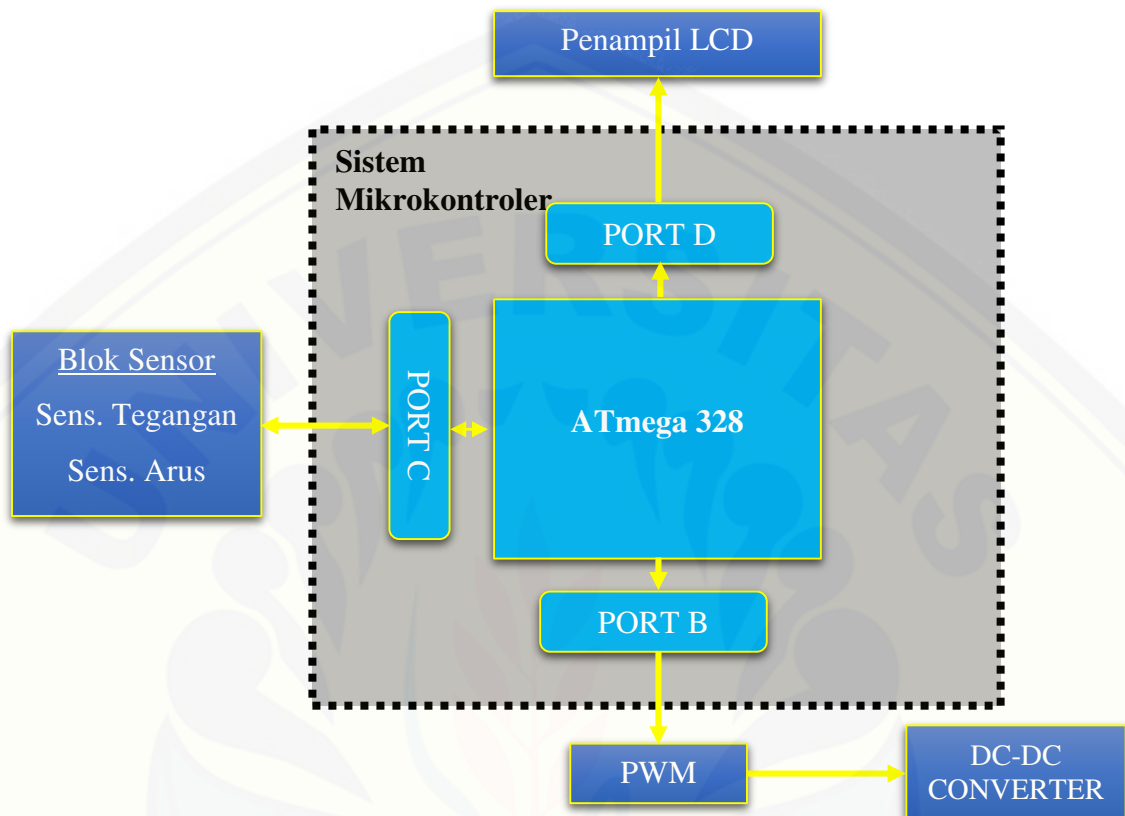 Penampil LCD
Sistem
Mikrokontroler
PORT D
Blok Sensor
Sens. Tegangan
Sens. Arus
PORT C
ATmega 328
PORT B
PWM
DC-DC
CONVERTER
UNIVERSITAS